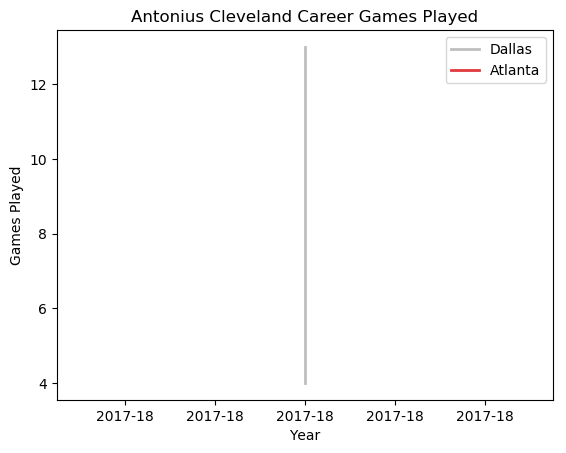 Antonius Cleveland Career Games Played
Dallas
Atlanta
12
10
8
6
4
Games Played
2017-18 2017-18 2017-18 2017-18 2017-18
Year